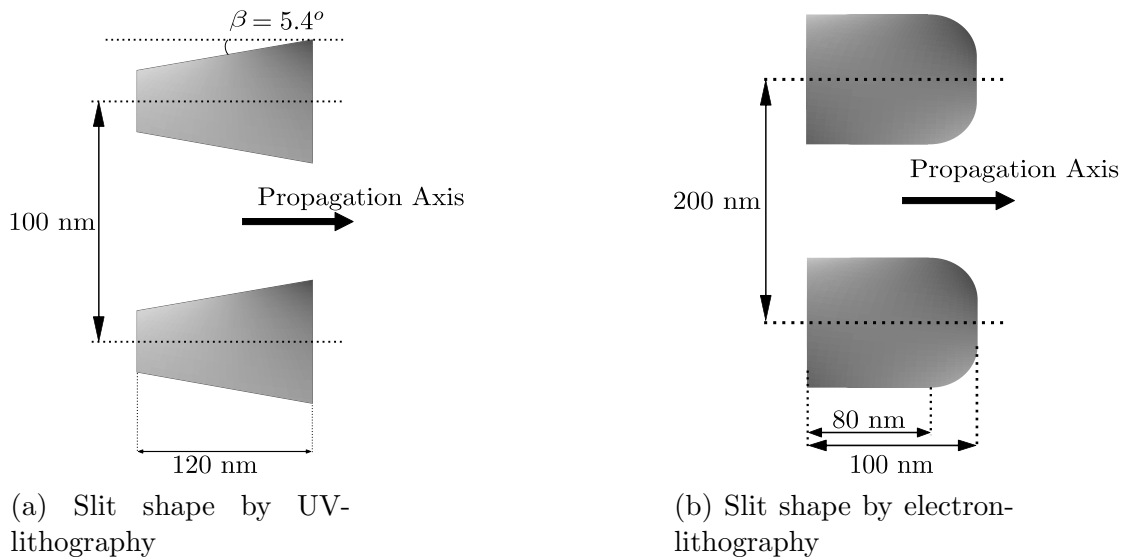 β = 5.4°
Propagation Axis
100 nm
120 nm
(a) Slit shape by UV-
lithography
Propagation Axis
200 nm
80 nm
100 nm
(b) Slit shape by electron-
lithography